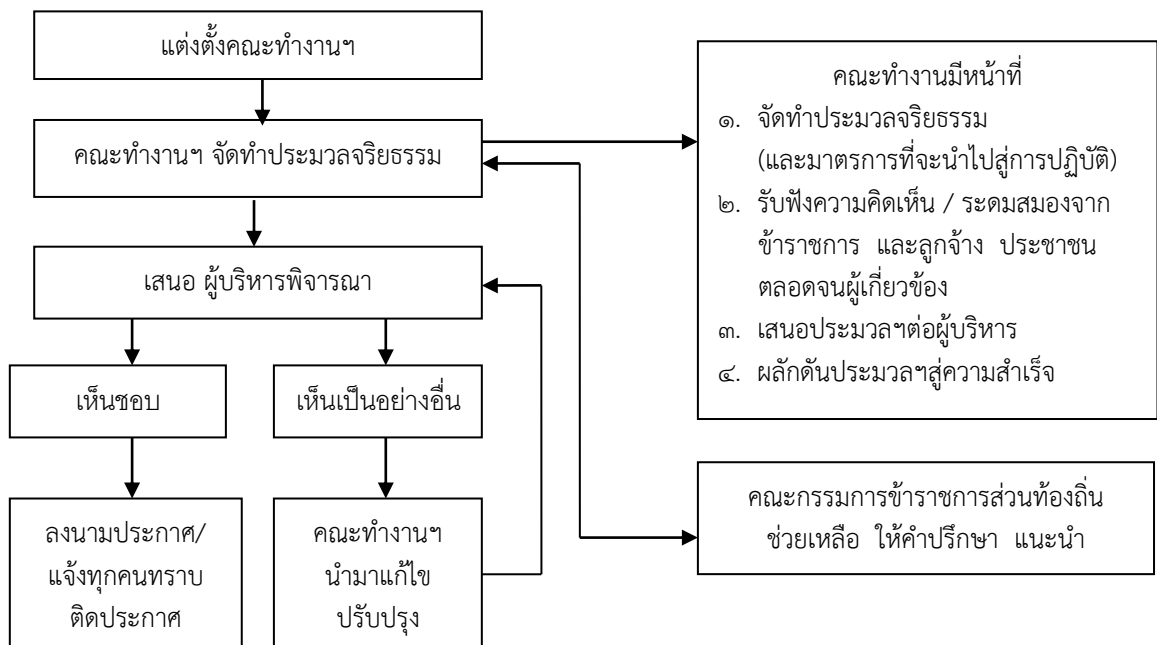 แต่งตั้งคณะทำงานฯ
คณะทำงานฯ จัดทำประมวลจริยธรรม
เสนอ ผู้บริหารพิจารณา
เห็นชอบ
เห็นเป็นอย่างอื่น
ลงนามประกาศ/
แจ้งทุกคนทราบ
ติดประกาศ
คณะทำงานฯ
นำมาแก้ไข
ปรับปรุง
คณะทำงานมีหน้าที่
๑. จัดทำประมวลจริยธรรม
(และมาตรการที่จะนำไปสู่การปฏิบัติ)
๒. รับฟังความคิดเห็น / ระดมสมองจาก
ข้าราชการ และลูกจ้าง ประชาชน
ตลอดจนผู้เกี่ยวข้อง
๓. เสนอประมวลฯต่อผู้บริหาร
๔. ผลักดันประมวลฯสู่ความสำเร็จ
คณะกรรมการข้าราชการส่วนท้องถิ่น
ช่วยเหลือ ให้คำปรึกษา แนะนำ